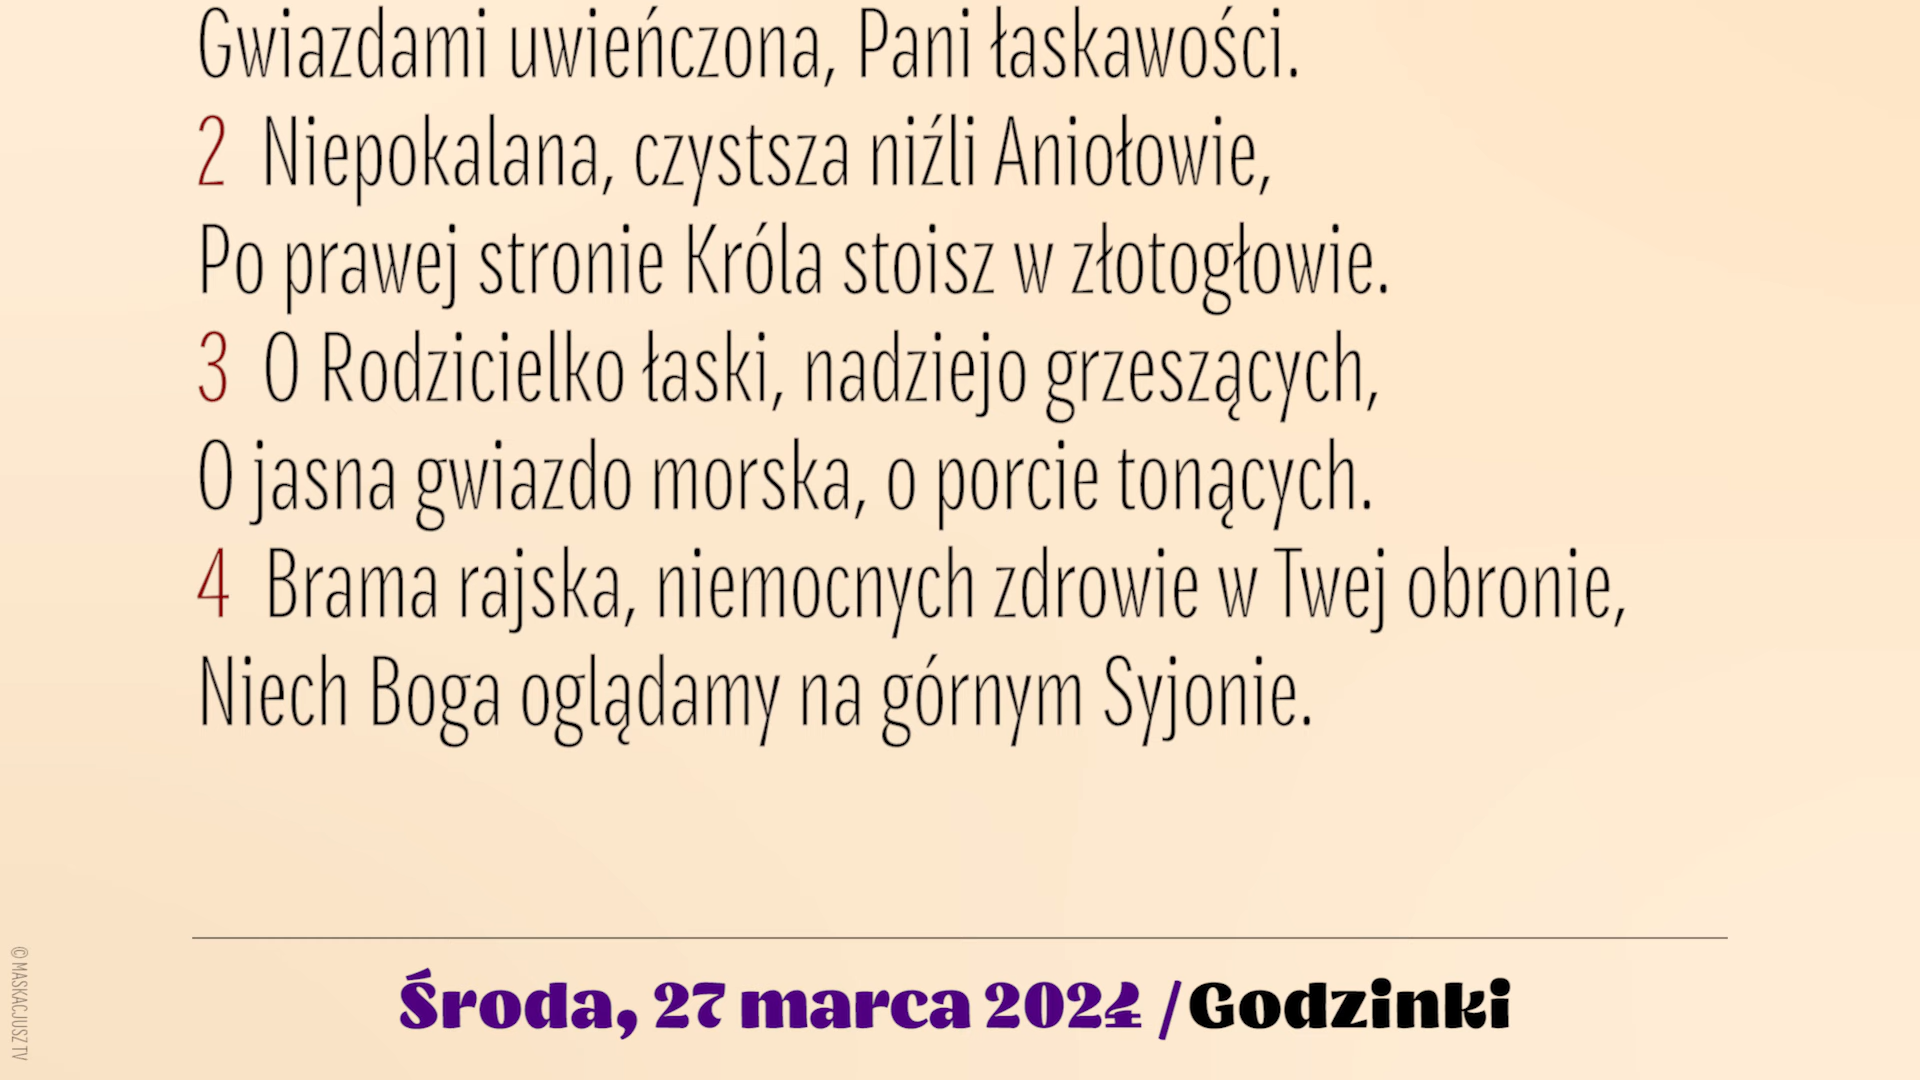 Gwiazdami uwieńczona, Pani łaskawości.
2 Niepokalana, czystsza niźli Aniołowie,
Po prawej stronie Króla stoisz w złotogłowie.
3 O Rodzicielko łaski, nadziejo grzeszących,
O jasna gwiazdo morska, o porcie tonących.
4 Brama rajska, niemocnych zdrowie w Twej obronie,
Niech Boga oglądamy na górnym Syjonie.
Środa, 27 marca 2024 /Godzinki
© MASKACJUSZ TV